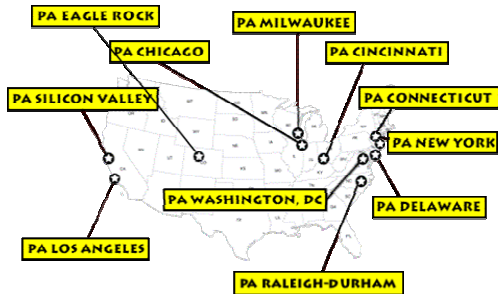 PA EAGLE ROCK
PA MILWAUKEE
PA CHICAGO
PA CINCINNATI
PA SILICON VALLEY
PA CONNECTICUT
PA NEW YORK
PA WASHINGTON, DC
PA DELAWARE
PA LOS ANGELES
PA RALEIGH-DURHAM